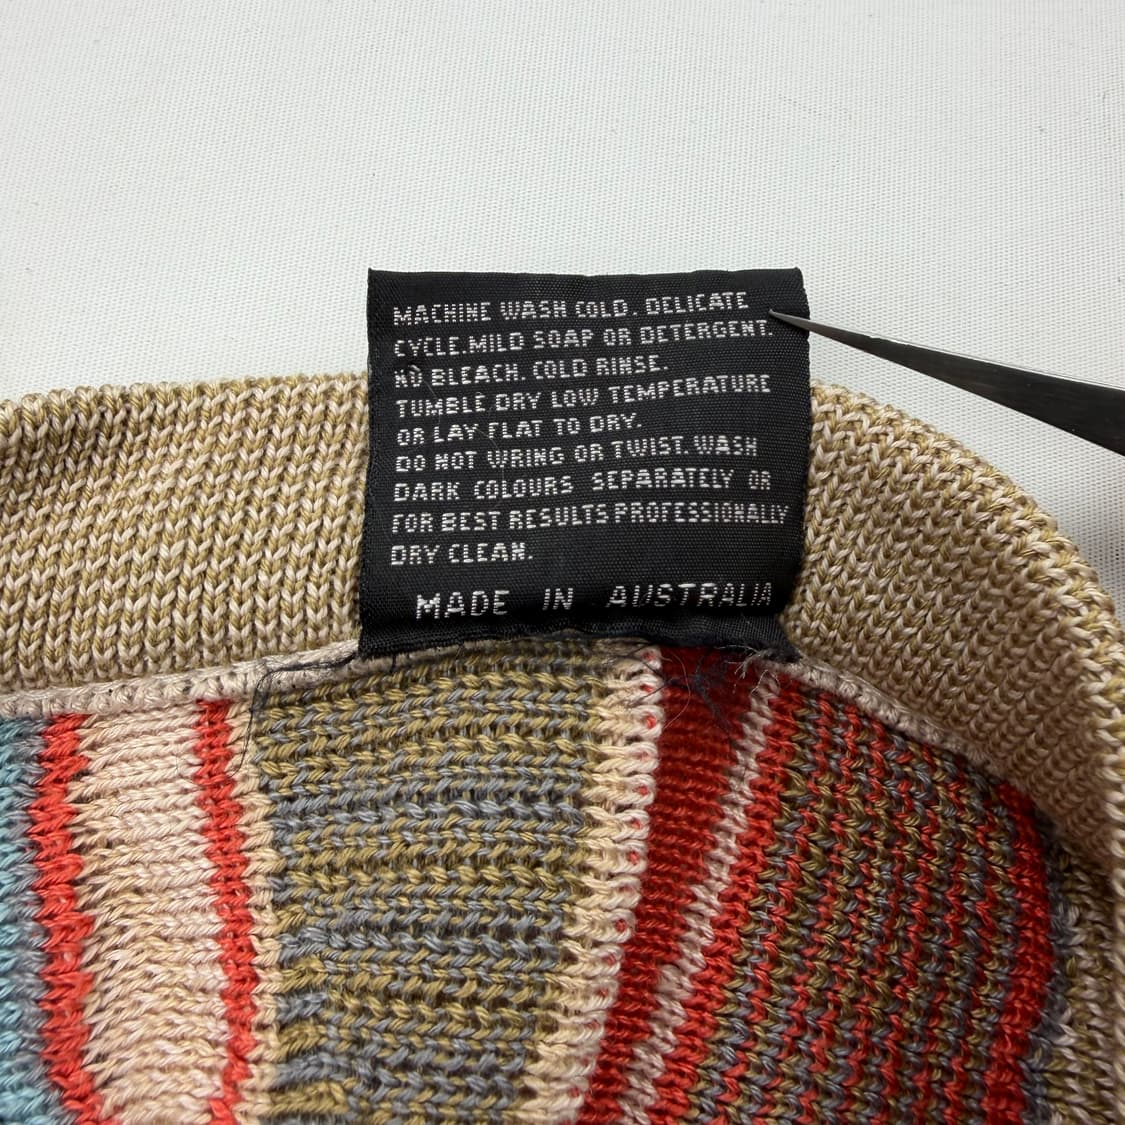 MACHINE WASH COLD. DELICATE
CYCLE.MILD SOAP OR DETERGENT.
NO BLEACH. COLD RINSE.
TUMBLE DRY LOW TEMPERATURE
OR LAY FLAT TO DRY.
DO NOT WRING OR TWIST. WASH
DARK COLOURS SEPARATELY OR
FOR BEST RESULTS PROFESSIONALLY
DRY CLEAN.
MADE IN AUSTRALIA